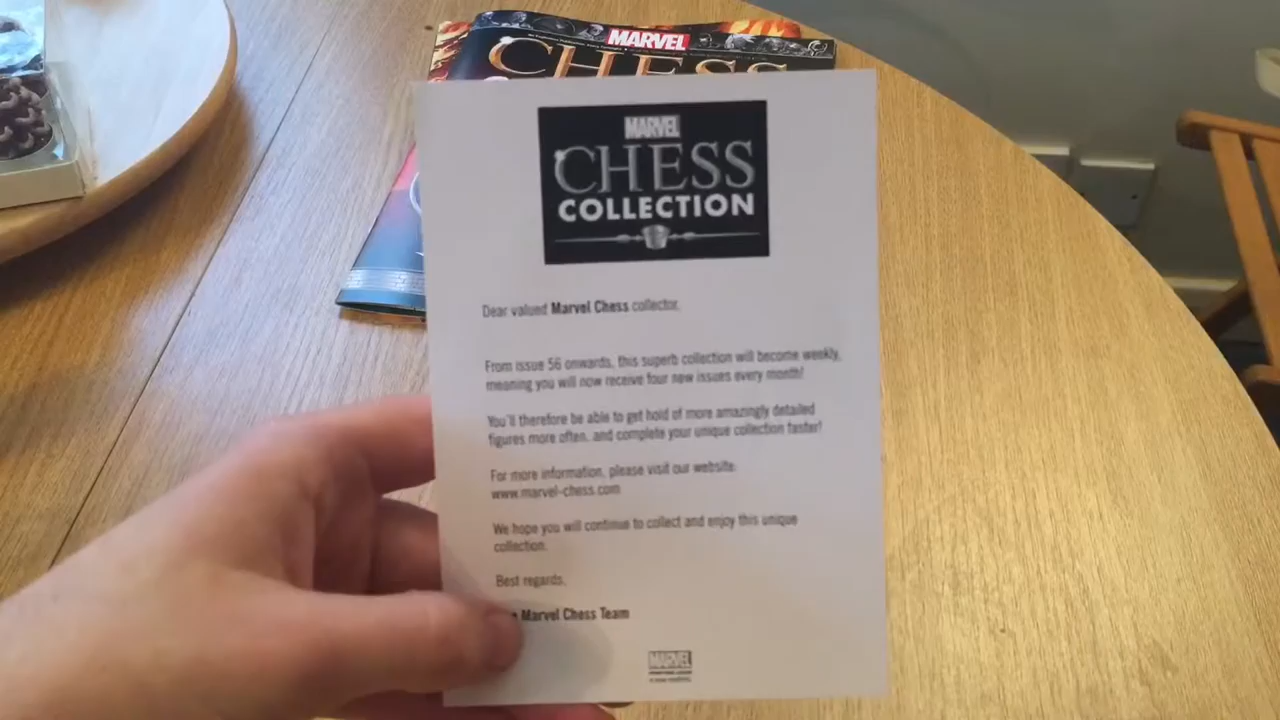 MARVEL
CHESS
MARVEL
CHESS
COLLECTION
Dear valued Marvel Chess collector,
From issue 56 onwards, this superb collection will become weekly,
meaning you will now receive four new issues every month!
You'll therefore be able to get hold of more amazingly detailed
figures more often, and complete your unique collection faster!
For more information, please visit our website:
www.marvel-chess.com
We hope you will continue to collect and enjoy this unique
collection.
Best regards,
Marvel Chess Team
MARVEL